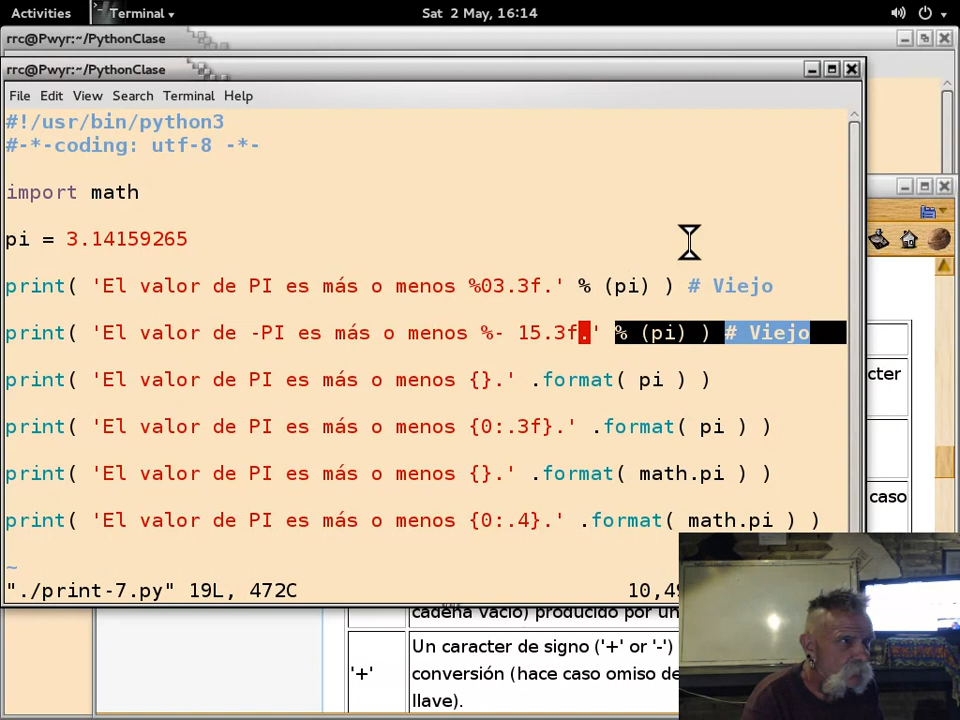 Activities Terminal Sat 2 May, 16:14
rrc@Pwyr:~/PythonClase
rrc@Pwyr:~/PythonClase
File Edit View Search Terminal Help
#!/usr/bin/python3
#-*-coding: utf-8 -*-
import math
pi = 3.14159265
print( 'El valor de PI es más o menos %03.3f.' % (pi) ) # Viejo
print( 'El valor de -PI es más o menos %- 15.3f.' % (pi) ) # Viejo
print( 'El valor de PI es más o menos {}.' .format( pi ) )
cter
print( 'El valor de PI es más o menos {0:.3f}.' .format( pi ) )
print( 'El valor de PI es más o menos {}.' .format( math.pi ) )
caso
print( 'El valor de PI es más o menos {0:.4}.' .format( math.pi ) )
~
"./print-7.py" 19L, 472C 10,49
cadena vacío) producido por un
Un caracter de signo ('+' or '-')
'+' conversión (hace caso omiso de
llave).